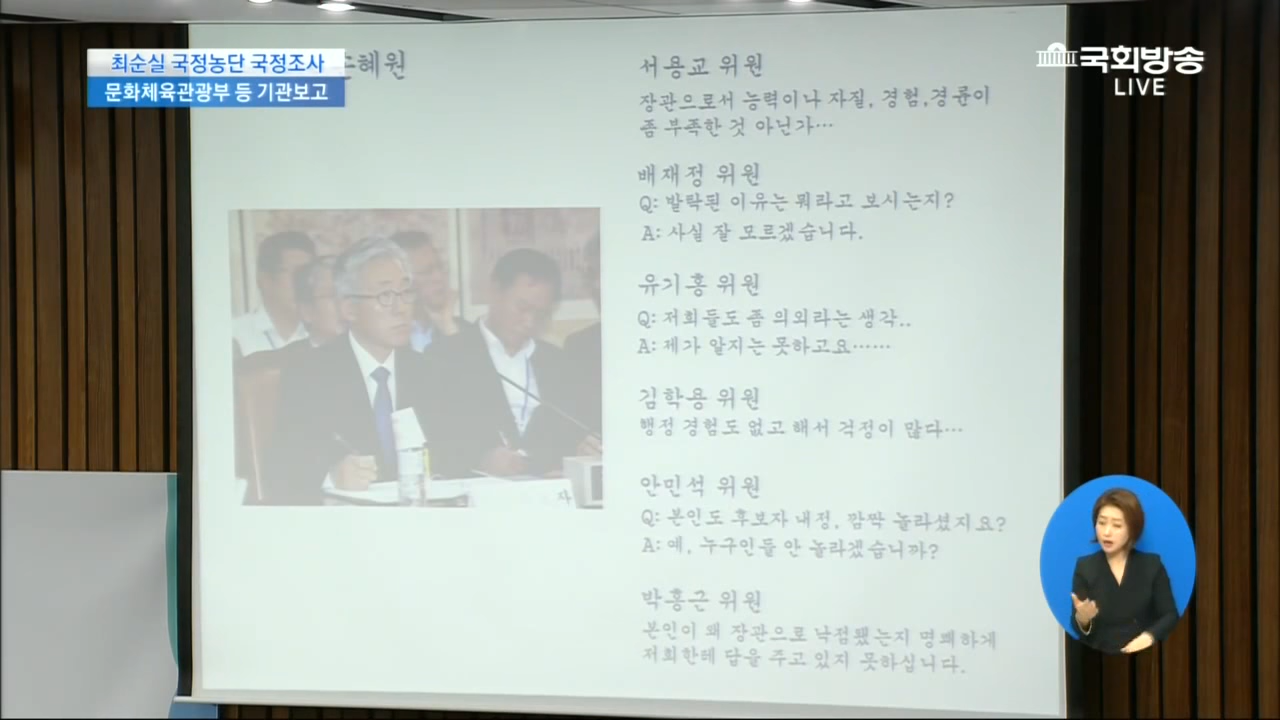 최순실 국정농단 국정조사
문화체육관광부 등 기관보고
혜원
국회방송
LIVE
서용교 위원
장관으로서 능력이나 자질, 경험,경륜이
좀 부족한 것 아닌가…
배재정 위원
Q: 발탁된 이유는 뭐라고 보시는지?
A: 사실 잘 모르겠습니다.
유기홍 위원
Q: 저희들도 좀 의외라는 생각..
A: 제가 알지는 못하고요……
김학용 위원
행정 경험도 없고 해서 걱정이 많다…
안민석 위원
Q: 본인도 후보자 내정, 깜짝 놀라셨지요?
A: 예, 누구인들 안 놀라겠습니까?
박홍근 위원
본인이 왜 장관으로 낙점됐는지 명쾌하게
저희한테 답을 주고 있지 못하십니다.
자